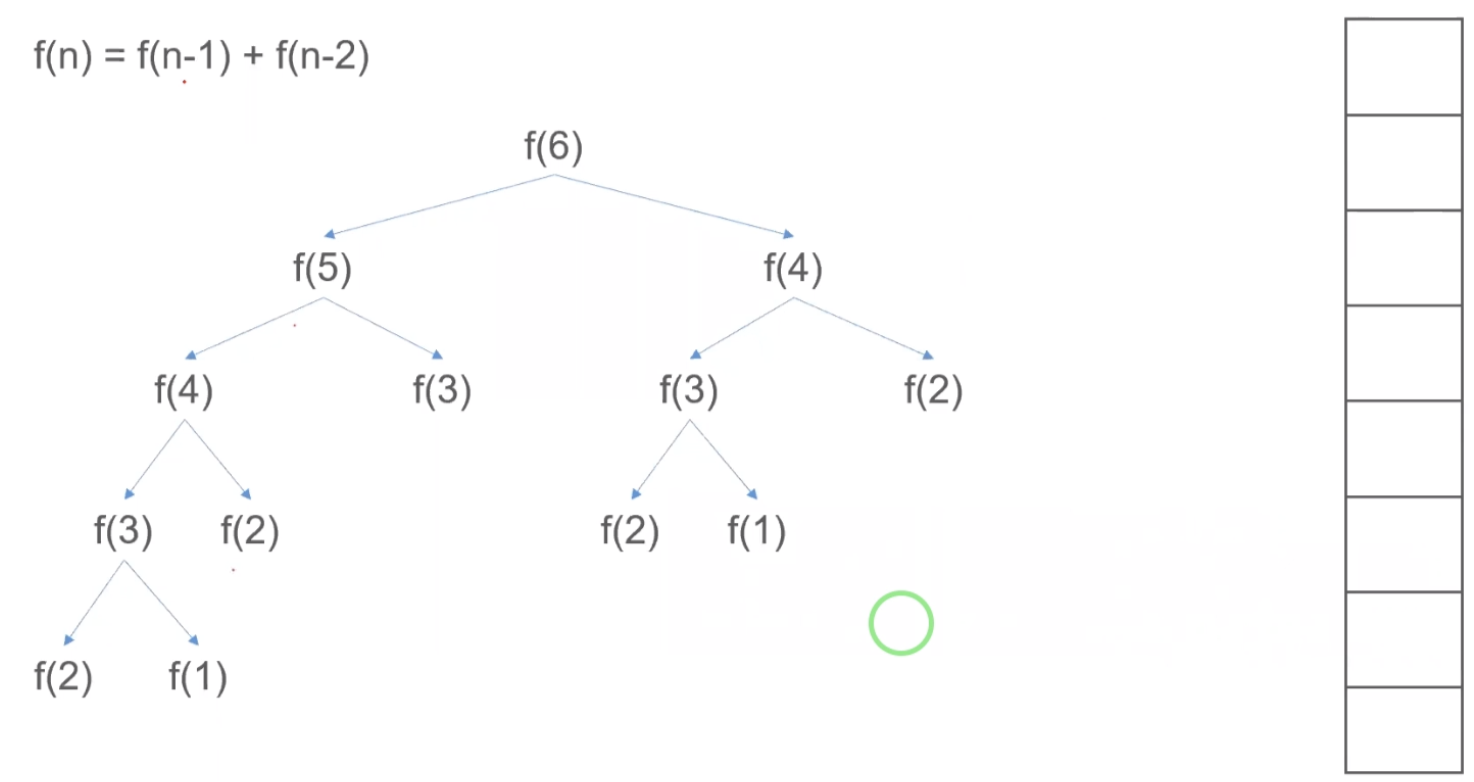 f(n) = f(n-1) + f(n-2)
f(6)
f(5) f(4)
f(4) f(3) f(3) f(2)
f(3) f(2) f(2) f(1)
f(2) f(1)